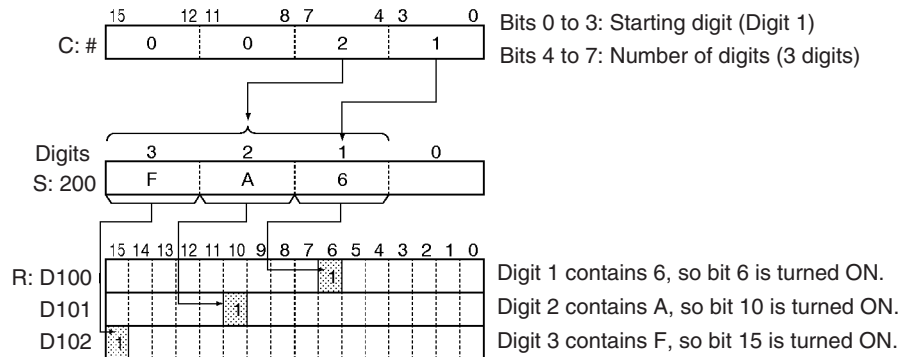 15 12 11 8 7 4 3 0
Bits 0 to 3: Starting digit (Digit 1)
C: # 0 0 2 1
Bits 4 to 7: Number of digits (3 digits)
Digits 3 2 1 0
S: 200 F A 6
15 14 13 12 11 10 9 8 7 6 5 4 3 2 1 0
R: D100 1 Digit 1 contains 6, so bit 6 is turned ON.
D101 1 Digit 2 contains A, so bit 10 is turned ON.
D102 1 Digit 3 contains F, so bit 15 is turned ON.